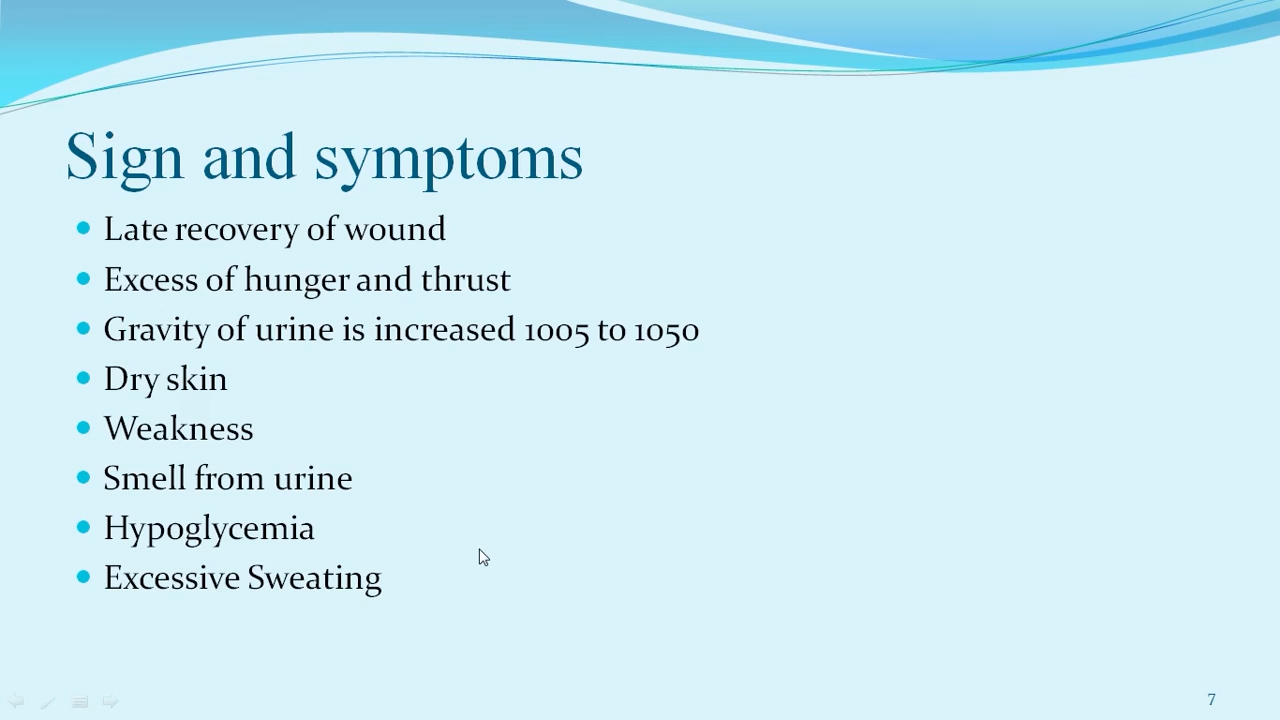 Sign and symptoms
Late recovery of wound
Excess of hunger and thrust
Gravity of urine is increased 1005 to 1050
Dry skin
Weakness
Smell from urine
Hypoglycemia
Excessive Sweating
7